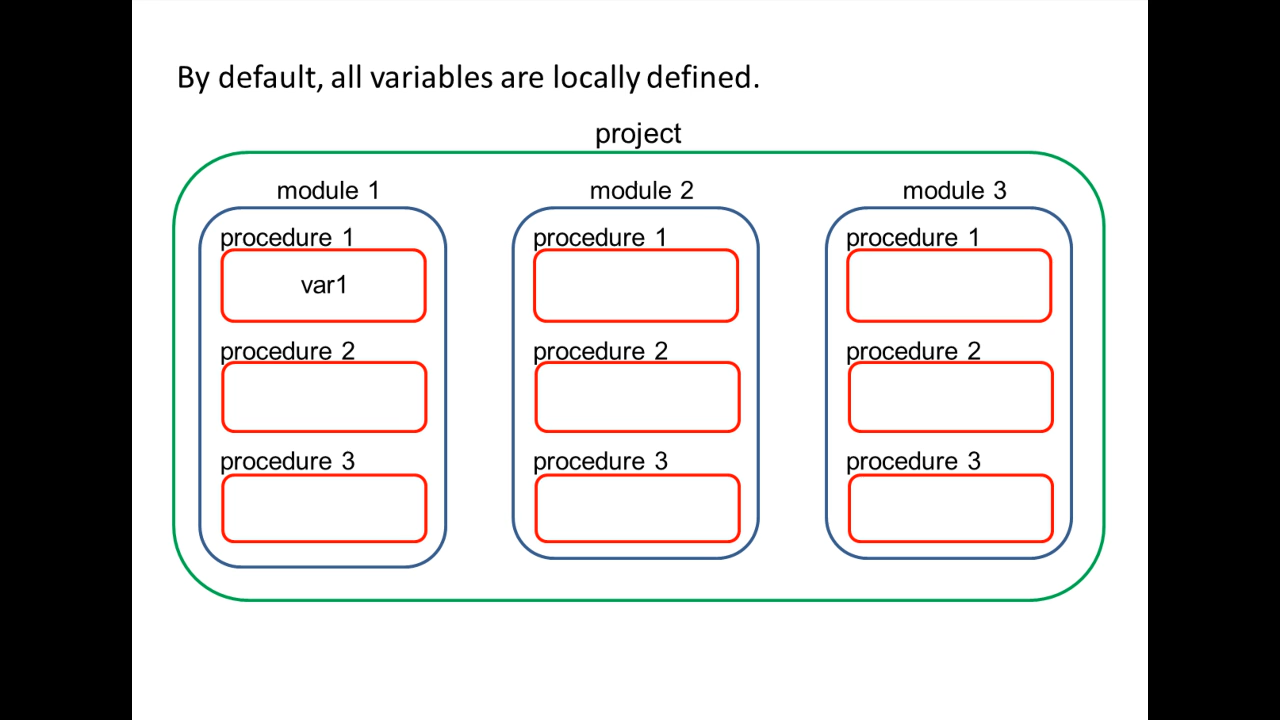 By default, all variables are locally defined.
project
module 1
module 2
module 3
procedure 1
procedure 1
procedure 1
var1
procedure 2
procedure 2
procedure 2
procedure 3
procedure 3
procedure 3